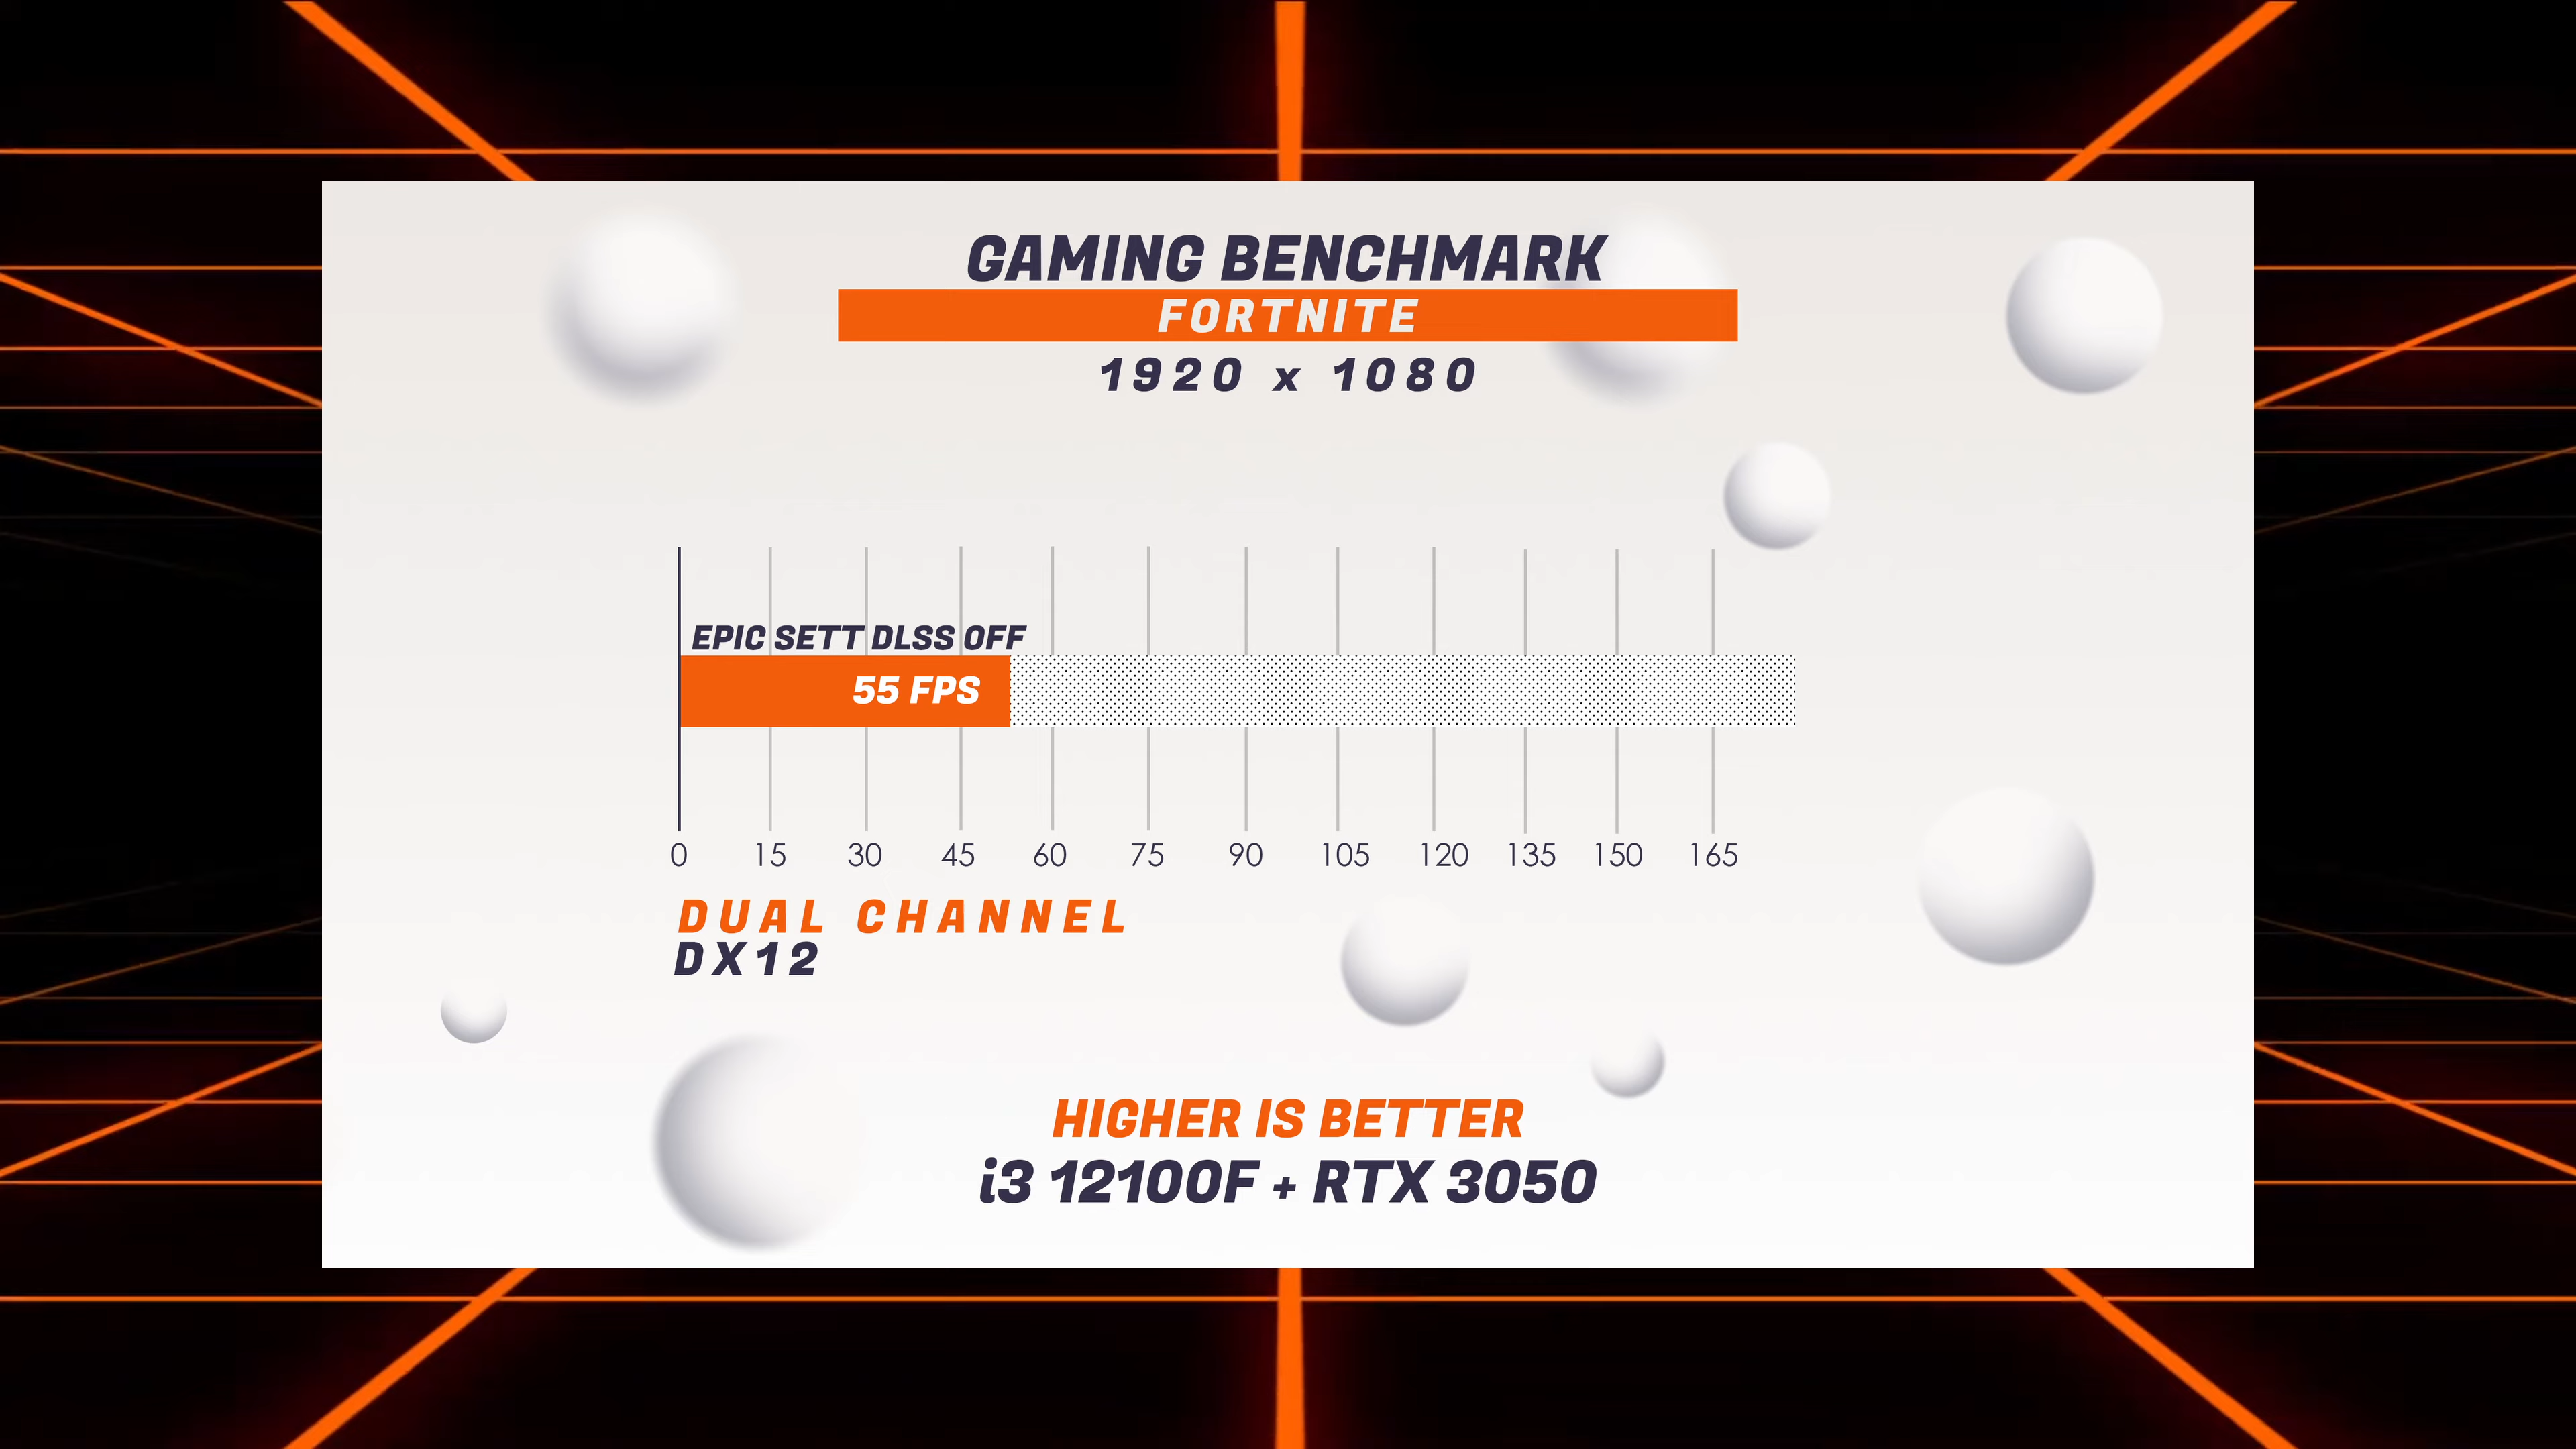 GAMING BENCHMARK
FORTNITE
1920 x 1080
EPIC SETT DLSS OFF
55 FPS
0 15 30 45 60 75 90 105 120 135 150 165
DUAL CHANNEL
DX12
HIGHER IS BETTER
i3 12100F + RTX 3050